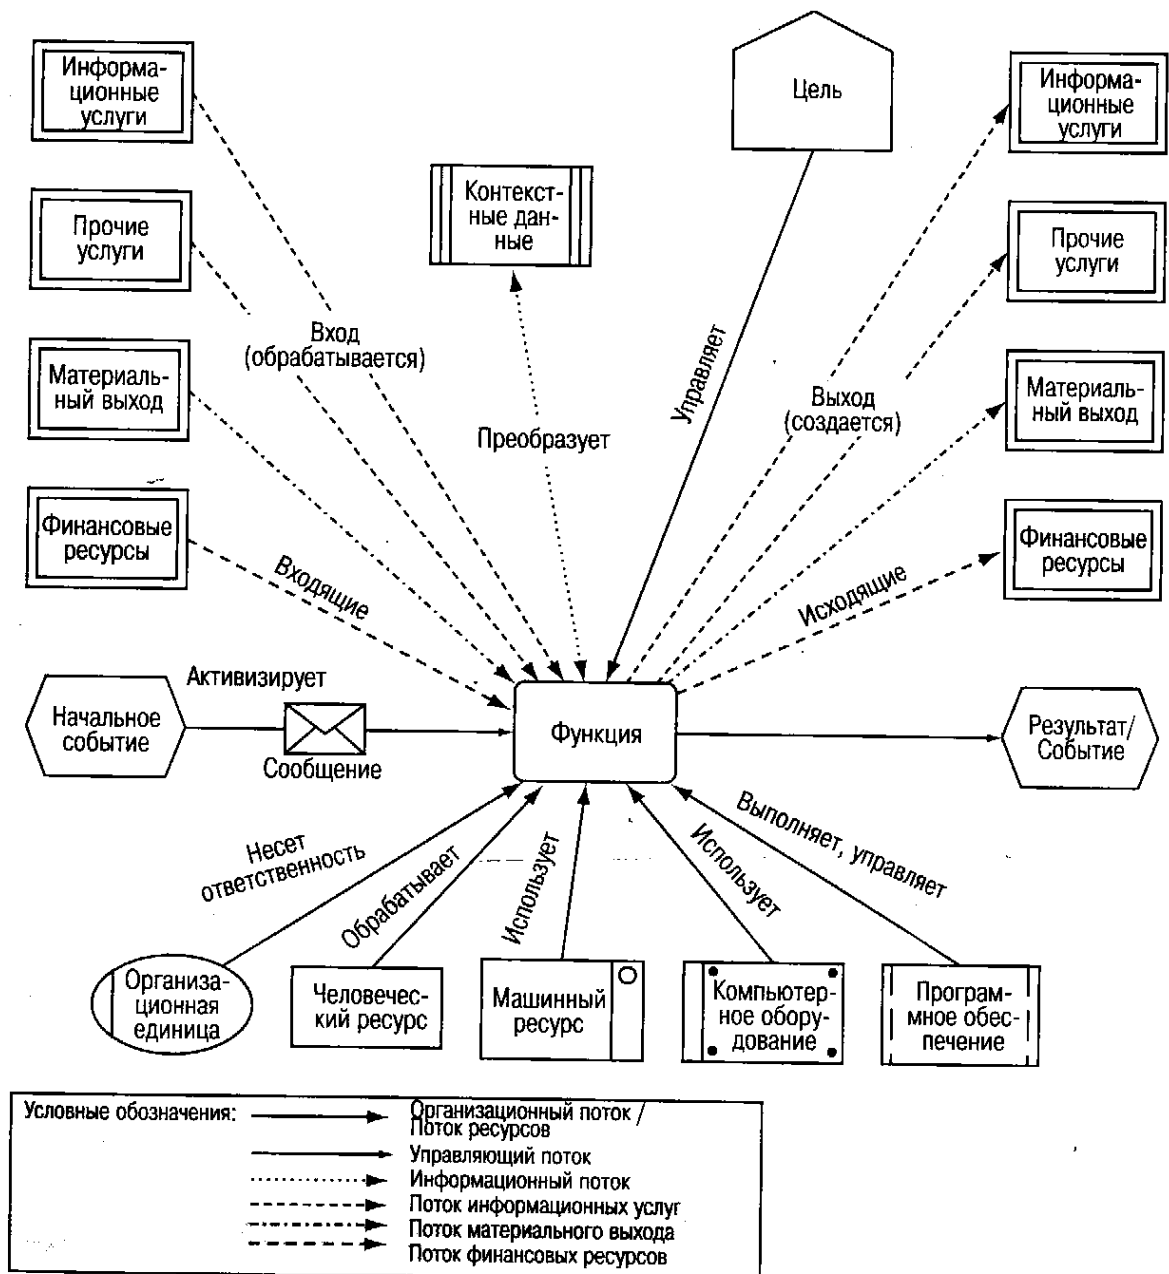 Информа-
ционные
услуги
Прочие
услуги
Материаль-
ный выход
Финансовые
ресурсы
Вход
(обрабатывается)
Входящие
Контекст-
ные дан-
ные
Преобразует
Цель
Управляет
Выход
(создается)
Исходящие
Информа-
ционные
услуги
Прочие
услуги
Материаль-
ный выход
Финансовые
ресурсы
Начальное
событие
Активизирует
Сообщение
Функция
Результат/
Событие
Несет
ответственность
Обрабатывает
Использует
Использует
Выполняет, управляет
Организа-
ционная
единица
Человечес-
кий ресурс
Машинный
ресурс
Компьютер-
ное обору-
дование
Програм-
мное обес-
печение
Условные обозначения:
Организационный поток /
Поток ресурсов
Управляющий поток
Информационный поток
Поток информационных услуг
Поток материального выхода
Поток финансовых ресурсов